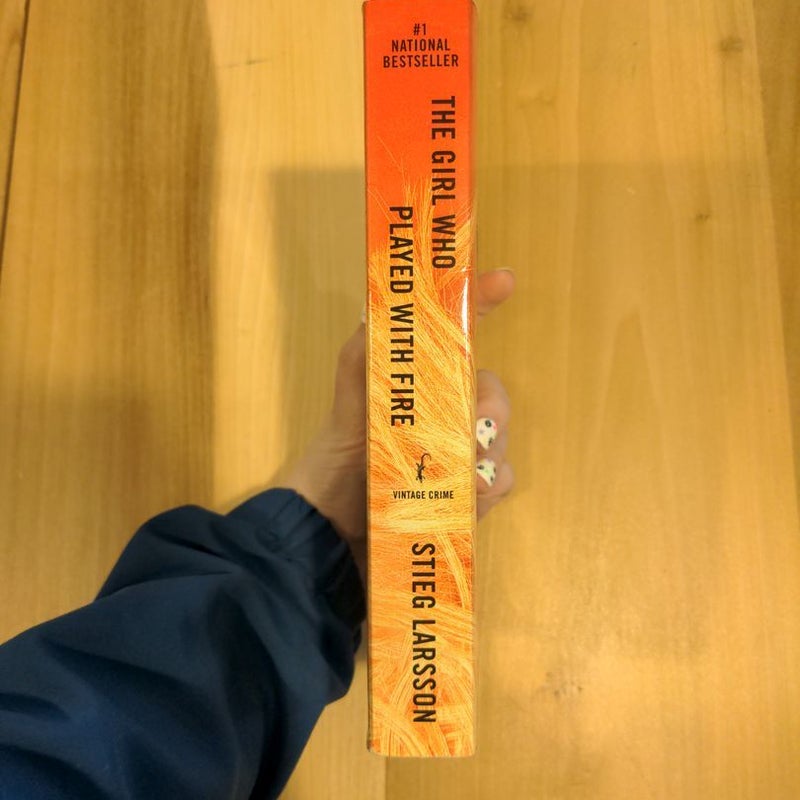 #1
NATIONAL
BESTSELLER
THE GIRL WHO
PLAYED WITH FIRE
VINTAGE CRIME
STIEG LARSSON